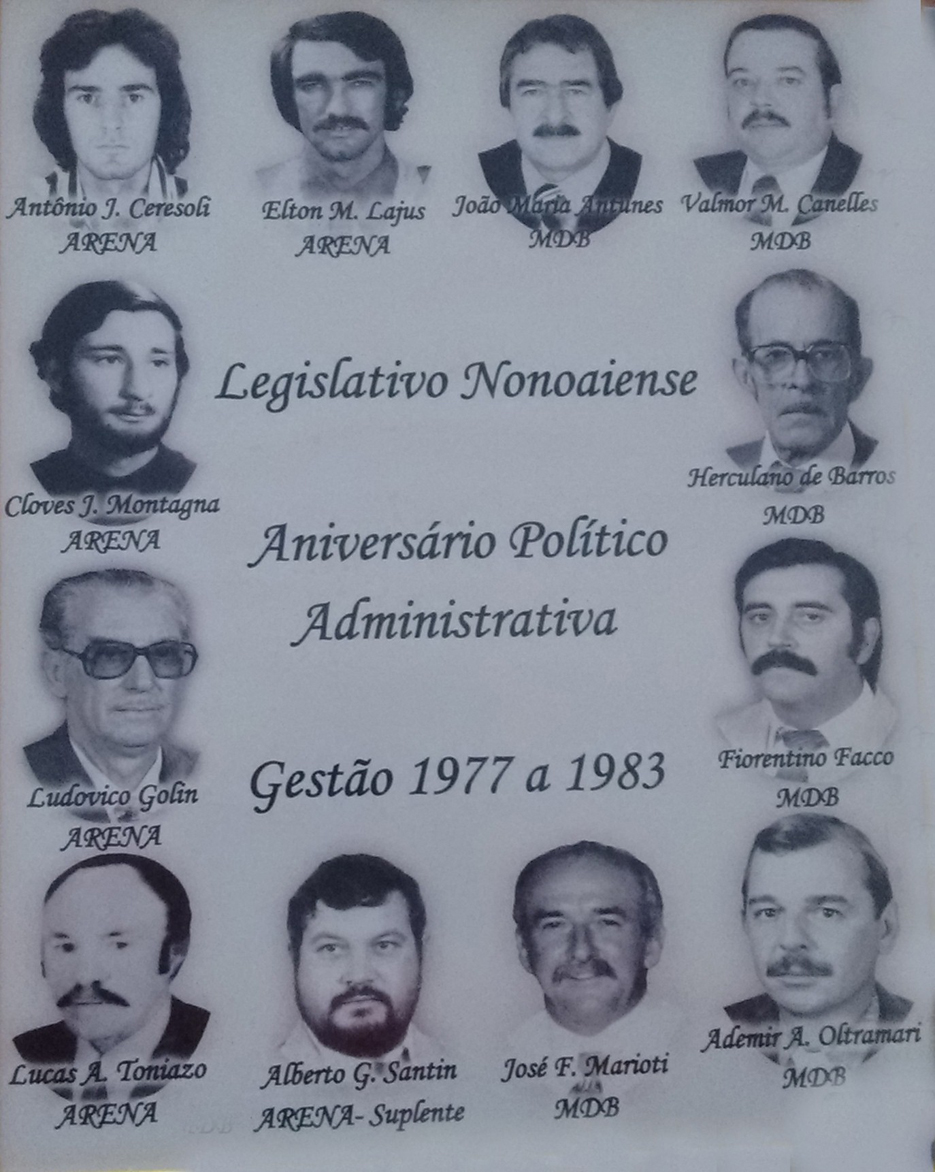 Antônio J. Ceresoli
ARENA
Elton M. Lajus
ARENA
João Maria Antunes
MDB
Valmor M. Canelles
MDB
Cloves J. Montagna
ARENA
Legislativo Nonoaiense
Herculano de Barros
MDB
Aniversário Político
Administrativa
Ludovico Golin
ARENA
Gestão 1977 a 1983
Fiorentino Facco
MDB
Lucas A. Toniazo
ARENA
Alberto G. Santin
ARENA- Suplente
José F. Marioti
MDB
Ademir A. Oltramari
MDB